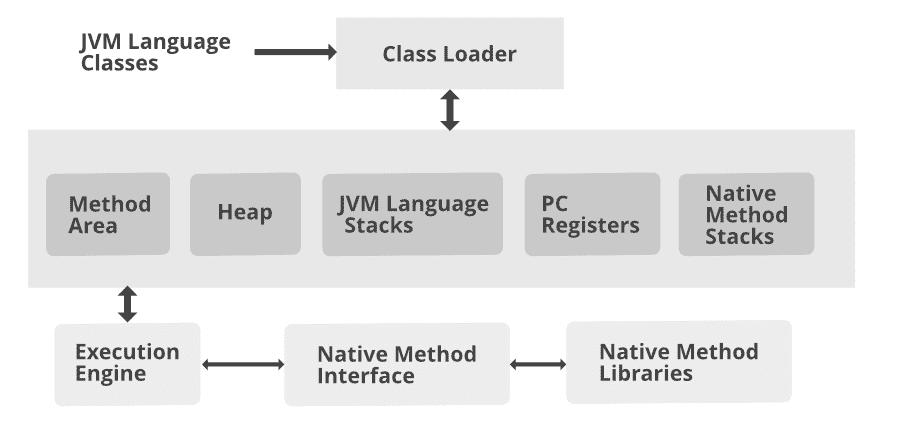 JVM Language
Classes
Class Loader
Method
Area
Heap
JVM Language
Stacks
PC
Registers
Native
Method
Stacks
Execution
Engine
Native Method
Interface
Native Method
Libraries